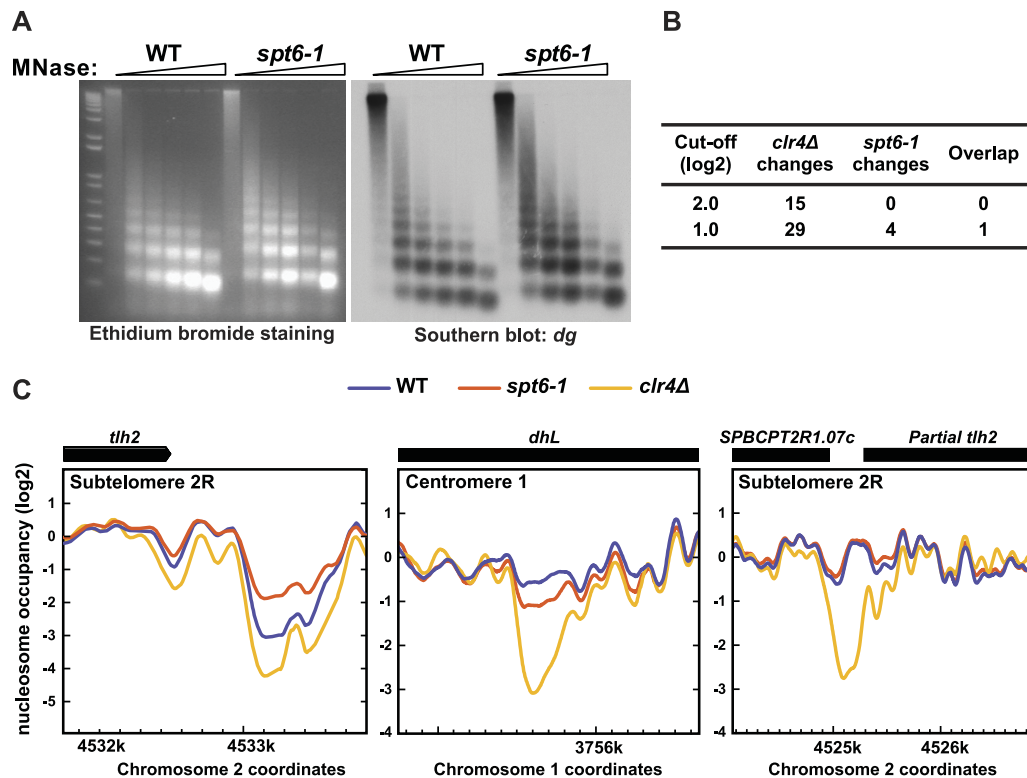 A
WT
spt6-1
WT
spt6-1
MNase:
Ethidium bromide staining
Southern blot: dg
B
Cut-off (log2) clr4Δ changes spt6-1 changes Overlap
2.0 15 0 0
1.0 29 4 1
C
WT spt6-1 clr4Δ
tlh2
dhL
SPBCPT2R1.07c
Partial tlh2
nucleosome occupancy (log2)
Subtelomere 2R
0
-1
-2
-3
-4
-5
4532k 4533k
Chromosome 2 coordinates
Centromere 1
1
0
-1
-2
-3
-4
3756k
Chromosome 1 coordinates
Subtelomere 2R
1
0
-1
-2
-3
-4
4525k 4526k
Chromosome 2 coordinates